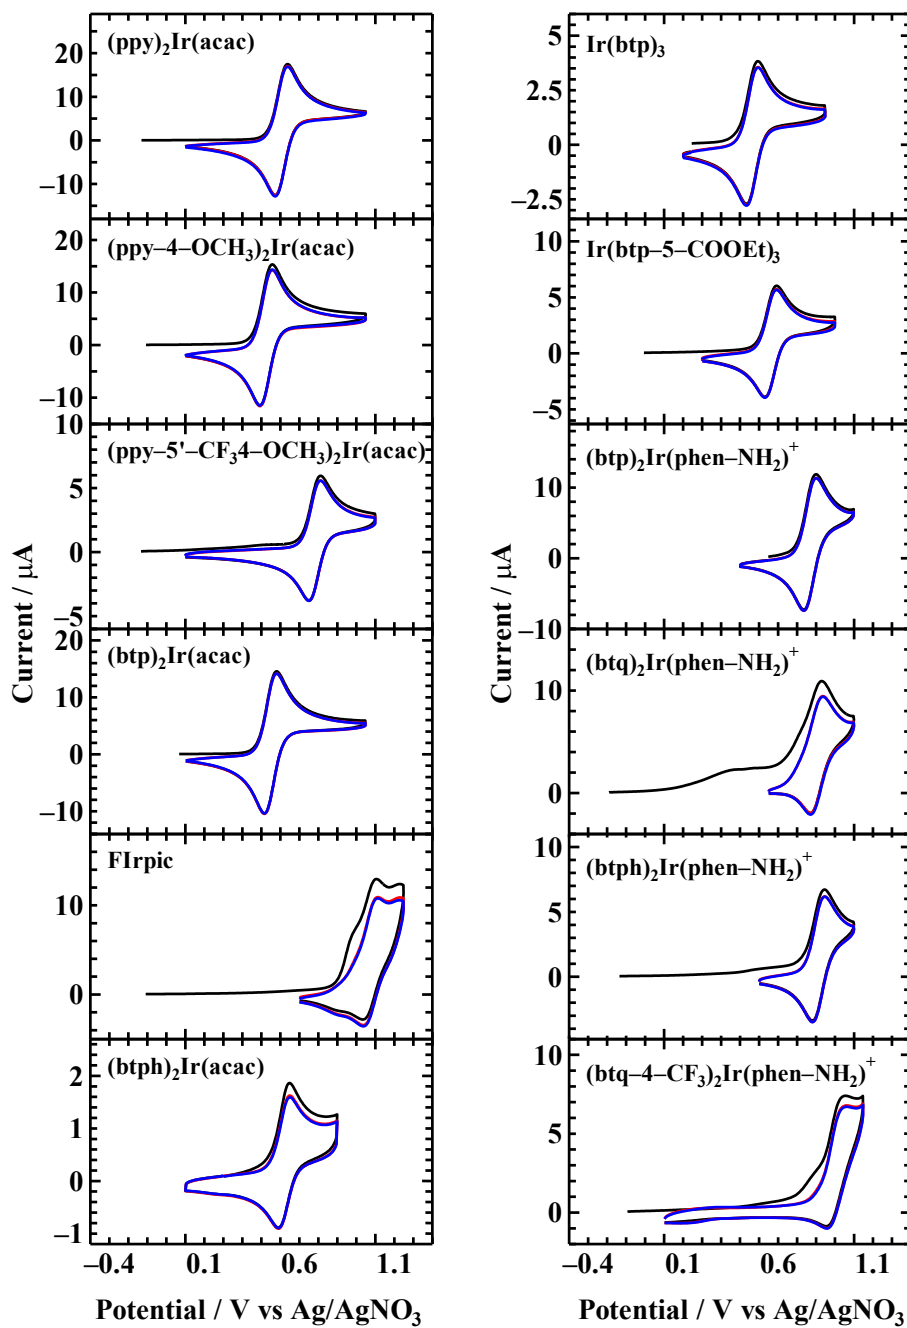 (ppy)₂Ir(acac)
20
10
0
–10
(ppy–4–OCH₃)₂Ir(acac)
20
10
0
–10
(ppy–5'–CF₃4–OCH₃)₂Ir(acac)
10
5
0
–5
(btp)₂Ir(acac)
20
10
0
–10
FIrpic
10
0
(btph)₂Ir(acac)
2
1
0
–1
–0.4 0.1 0.6 1.1
Current / μA
Potential / V vs Ag/AgNO₃
Ir(btp)₃
5
2.5
0
–2.5
Ir(btp–5–COOEt)₃
10
5
0
–5
(btp)₂Ir(phen–NH₂)⁺
10
0
–10
(btq)₂Ir(phen–NH₂)⁺
10
0
(btph)₂Ir(phen–NH₂)⁺
10
5
0
(btq–4–CF₃)₂Ir(phen–NH₂)⁺
10
5
0
–0.4 0.1 0.6 1.1
Current / μA
Potential / V vs Ag/AgNO₃